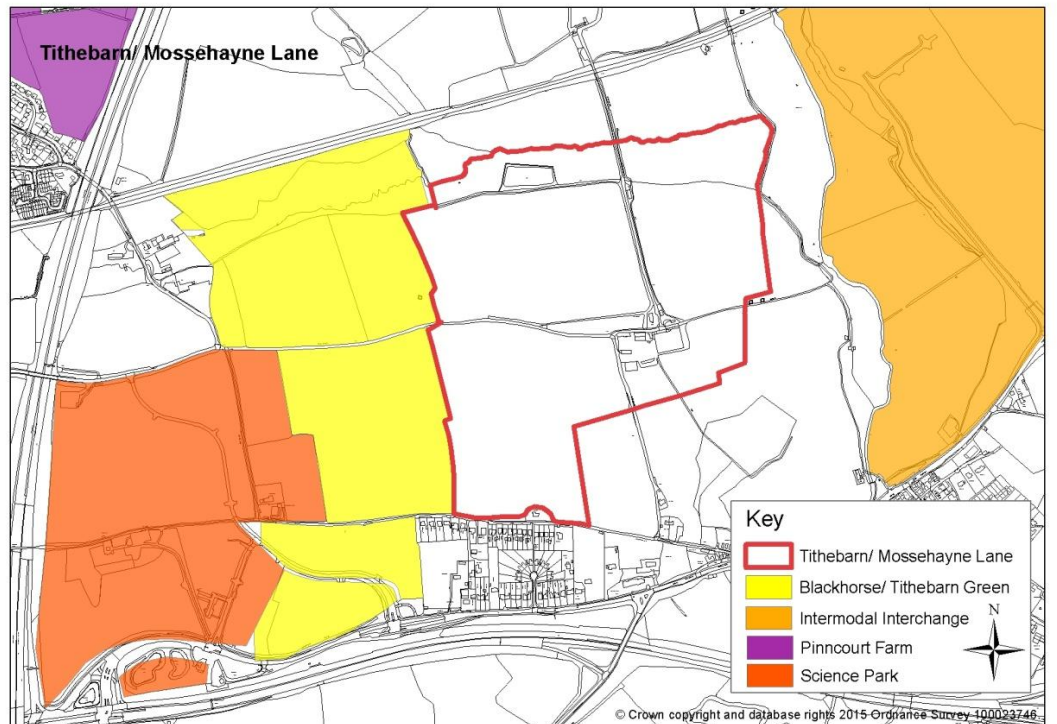 Tithebarn/ Mossehayne Lane
Key
Tithebarn/ Mossehayne Lane
Blackhorse/ Tithebarn Green
Intermodal Interchange
Pinncourt Farm
Science Park
N
© Crown copyright and database rights 2015 Ordnance Survey 100023746